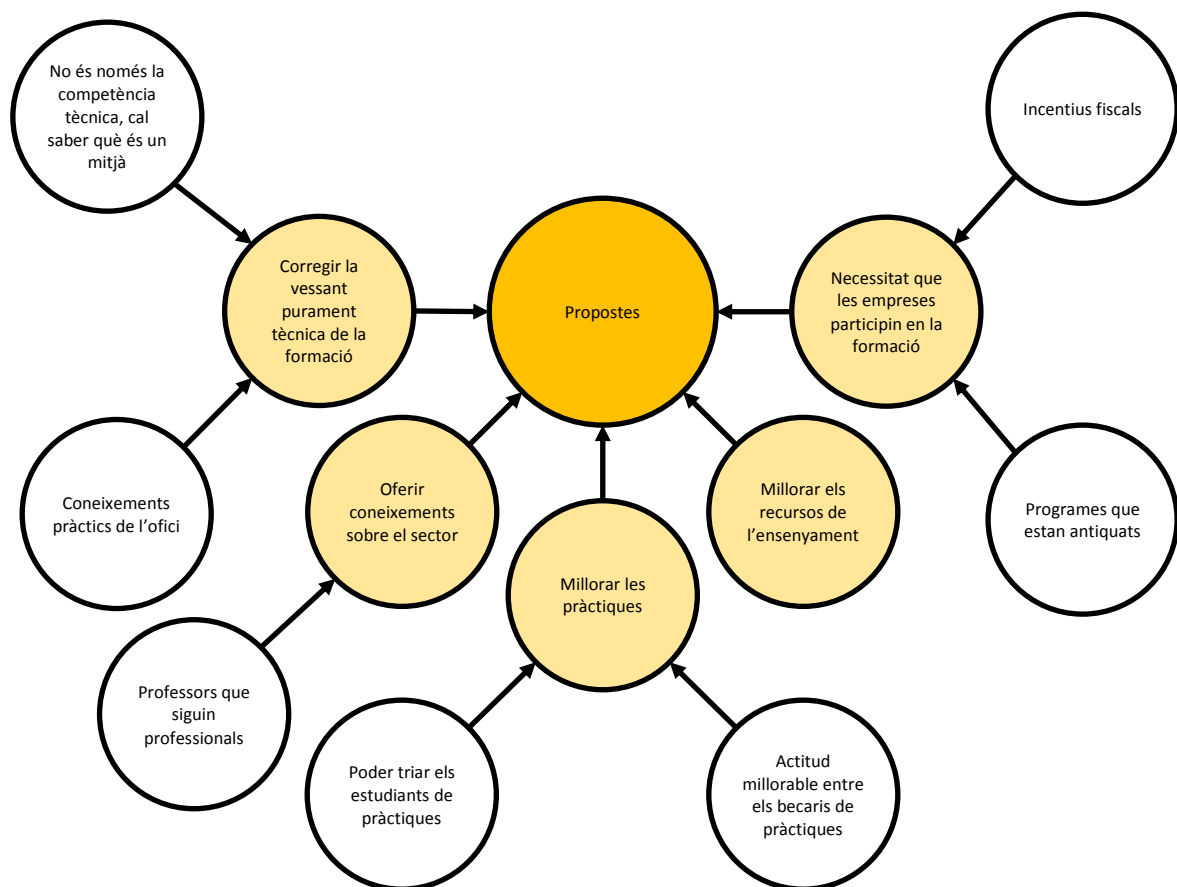 No és només la
competència
tècnica, cal
saber què és un
mitjà
Incentius fiscals
Corregir la
vessant
purament
tècnica de la
formació
Propostes
Necessitat que
les empreses
participin en la
formació
Coneixements
pràctics de l’ofici
Oferir
coneixements
sobre el sector
Millorar les
pràctiques
Millorar els
recursos de
l’ensenyament
Programes que
estan antiquats
Professors que
siguin
professionals
Poder triar els
estudiants de
pràctiques
Actitud
millorable entre
els becaris de
pràctiques